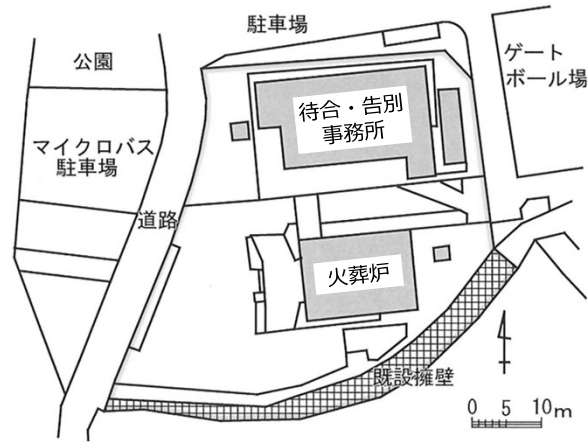 駐車場
公園
ゲート
ボール場
待合・告別
事務所
マイクロバス
駐車場
道路
火葬炉
既設擁壁
0 5 10m